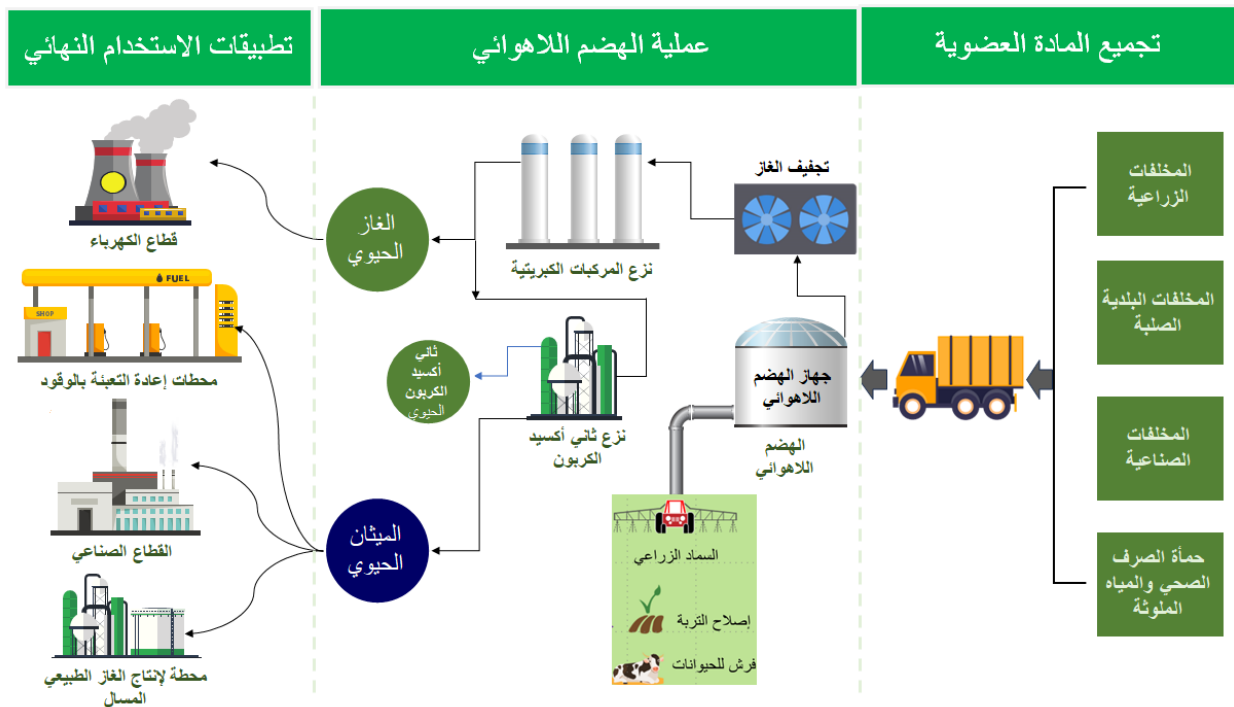 تجميع المادة العضوية
عملية الهضم اللاهوائي
تطبيقات الاستخدام النهائي
المخلفات
الزراعية
المخلفات البلدية
الصلبة
المخلفات
الصناعية
حمأة الصرف
الصحي والمياه
الملوثة
تجفيف الغاز
نزع المركبات الكبريتية
جهاز الهضم
اللاهوائي
الهضم
اللاهوائي
السماد الزراعي
إصلاح التربة
فرش للحيوانات
الغاز
الحيوي
ثاني
أكسيد
الكربون
الحيوي
نزع ثاني أكسيد
الكربون
الميثان
الحيوي
قطاع الكهرباء
FUEL
SHOP
محطات إعادة التعبئة بالوقود
القطاع الصناعي
محطة لإنتاج الغاز الطبيعي
المسال